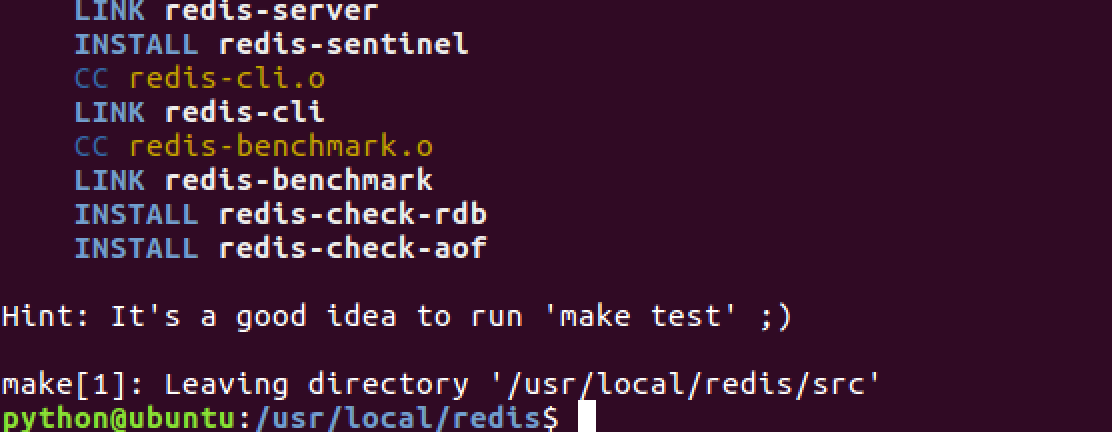 LINK redis-server
INSTALL redis-sentinel
CC redis-cli.o
LINK redis-cli
CC redis-benchmark.o
LINK redis-benchmark
INSTALL redis-check-rdb
INSTALL redis-check-aof
Hint: It's a good idea to run 'make test' ;)
make[1]: Leaving directory '/usr/local/redis/src'
python@ubuntu:/usr/local/redis$